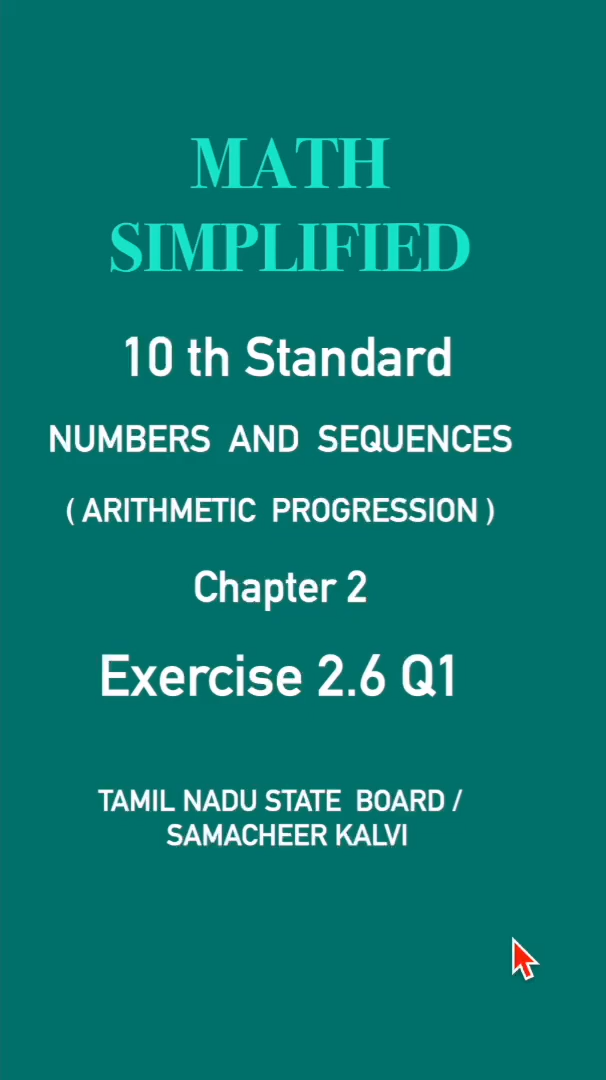 MATH
SIMPLIFIED
10 th Standard
NUMBERS AND SEQUENCES
( ARITHMETIC PROGRESSION )
Chapter 2
Exercise 2.6 Q1
TAMIL NADU STATE BOARD /
SAMACHEER KALVI